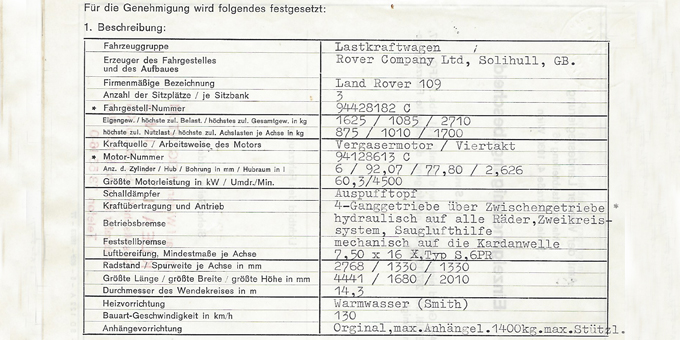 Für die Genehmigung wird folgendes festgesetzt:
1. Beschreibung:
Fahrzeuggruppe Lastkraftwagen
Erzeuger des Fahrgestelles Rover Company Ltd, Solihull, GB.
und des Aufbaues
Firmenmäßige Bezeichnung Land Rover 109
Anzahl der Sitzplätze / je Sitzbank 3
* Fahrgestell-Nummer 94428182 C
Eigengew. / höchste zul. Belast. / höchstes zul. Gesamtgew. in kg 1625 / 1085 / 2710
höchste zul. Nutzlast / höchste zul. Achslasten je Achse in kg 875 / 1010 / 1700
Kraftquelle / Arbeitsweise des Motors Vergasermotor / Viertakt
* Motor-Nummer 94128613 C
Anz. d. Zylinder / Hub / Bohrung in mm / Hubraum in l 6 / 92,07 / 77,80 / 2,626
Größte Motorleistung in kW / Umdr./Min. 60,3/4500
Schalldämpfer Auspufftopf
Kraftübertragung und Antrieb 4-Ganggetriebe über Zwischengetriebe *
Betriebsbremse hydraulisch auf alle Räder,Zweikreis-
system, Saugluftilfe
Feststellbremse mechanisch auf die Kardanwelle
Luftbereifung, Mindestmaße je Achse 7,50 x 16 X,Typ S,6PR
Radstand / Spurweite je Achse in mm 2768 / 1330 / 1330
Größte Länge / größte Breite / größte Höhe in mm 4441 / 1680 / 2010
Durchmesser des Wendekreises in m 14,3
Heizvorrichtung Warmwasser (Smith)
Bauart-Geschwindigkeit in km/h 130
Anhängevorrichtung Orginal,max.Anhängel.1400kg.max.Stützl.